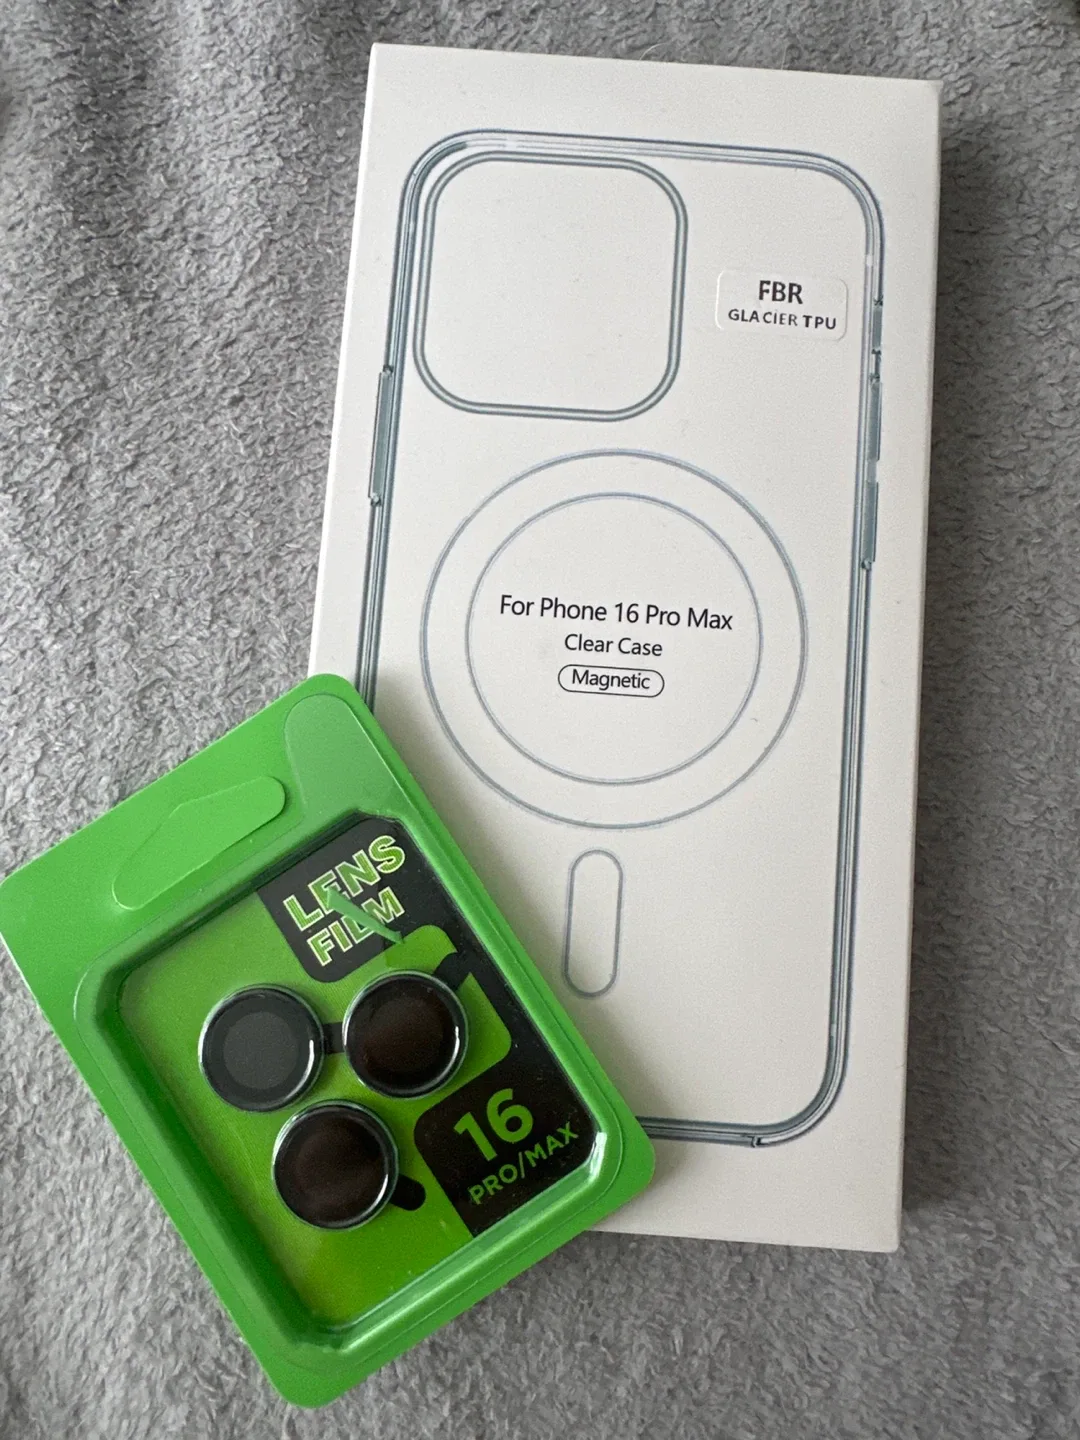 FBR
GLACIER TPU
For Phone 16 Pro Max
Clear Case
Magnetic
LENS
FILM
16
PRO/MAX